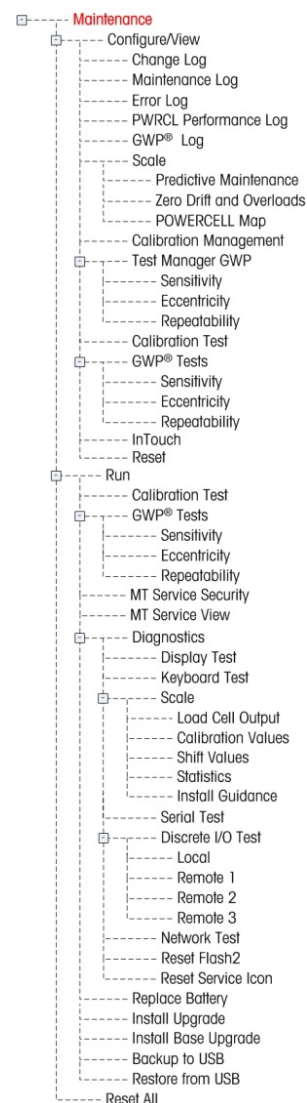 Maintenance
Configure/View
Change Log
Maintenance Log
Error Log
PWRCL Performance Log
GWP® Log
Scale
Predictive Maintenance
Zero Drift and Overloads
POWERCELL Map
Calibration Management
Test Manager GWP
Sensitivity
Eccentricity
Repeatability
Calibration Test
GWP® Tests
Sensitivity
Eccentricity
Repeatability
InTouch
Reset
Run
Calibration Test
GWP® Tests
Sensitivity
Eccentricity
Repeatability
MT Service Security
MT Service View
Diagnostics
Display Test
Keyboard Test
Scale
Load Cell Output
Calibration Values
Shift Values
Statistics
Install Guidance
Serial Test
Discrete I/O Test
Local
Remote 1
Remote 2
Remote 3
Network Test
Reset Flash2
Reset Service Icon
Replace Battery
Install Upgrade
Install Base Upgrade
Backup to USB
Restore from USB
Reset All